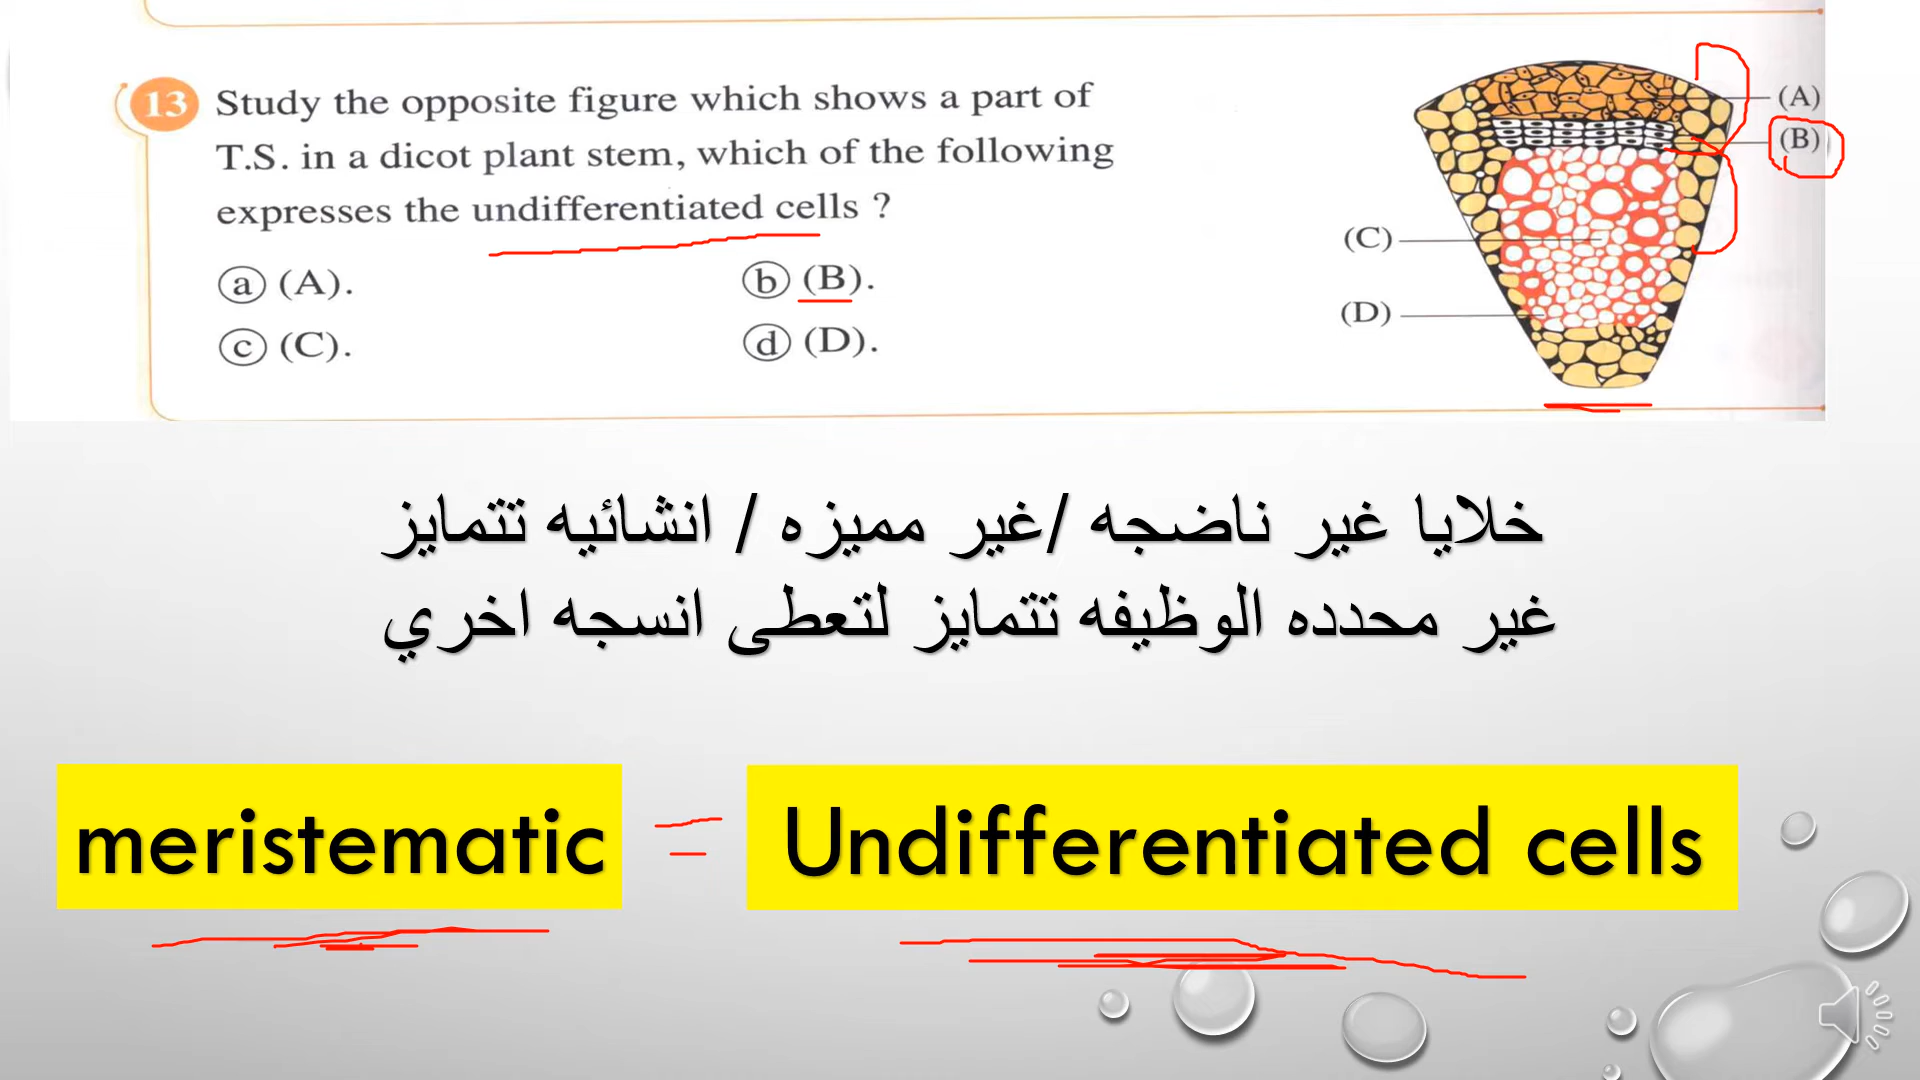 13 Study the opposite figure which shows a part of
T.S. in a dicot plant stem, which of the following
expresses the undifferentiated cells ?
a (A).
b (B).
c (C).
d (D).
(A)
(B)
(C)
(D)
خلايا غير ناضجه /غير مميزه / انشائيه تتمايز
غير محدده الوظيفه تتمايز لتعطى انسجه اخري
meristematic = Undifferentiated cells